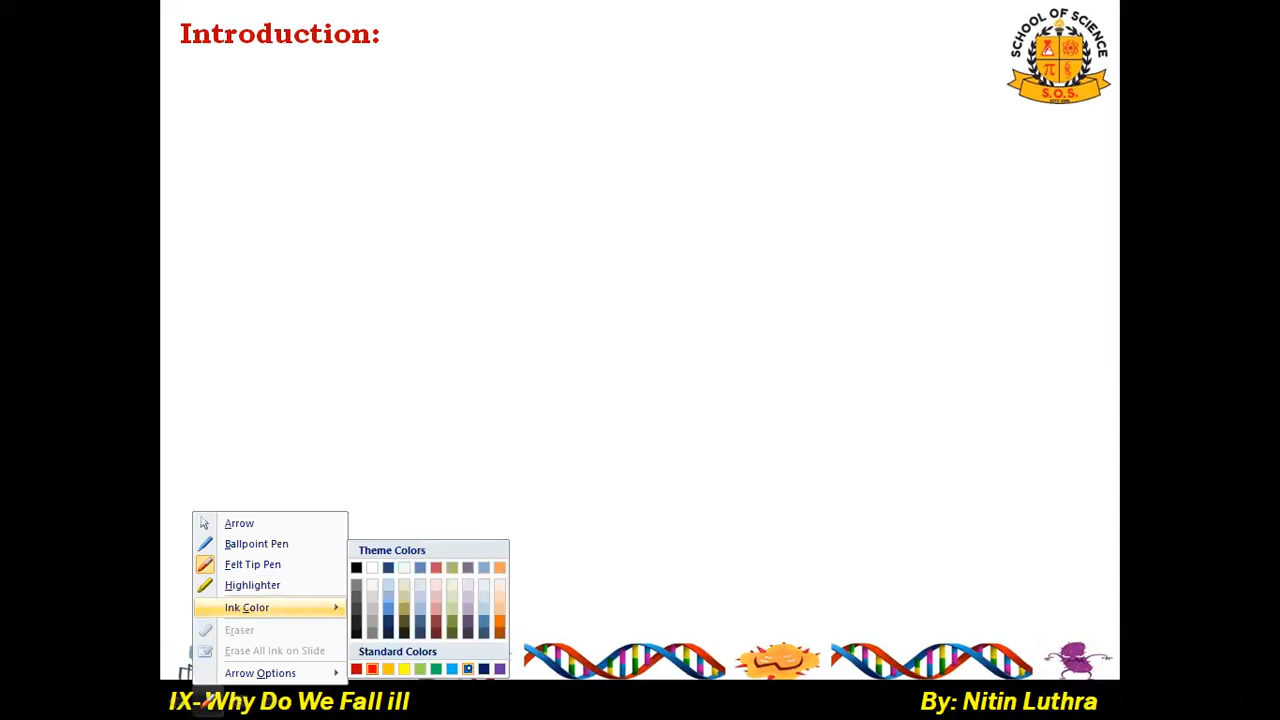 Introduction:
SCHOOL OF SCIENCE
π
S.O.S.
Arrow
Ballpoint Pen
Felt Tip Pen
Highlighter
Ink Color
Eraser
Erase All Ink on Slide
Arrow Options
Theme Colors
Standard Colors
IX- Why Do We Fall ill
By: Nitin Luthra